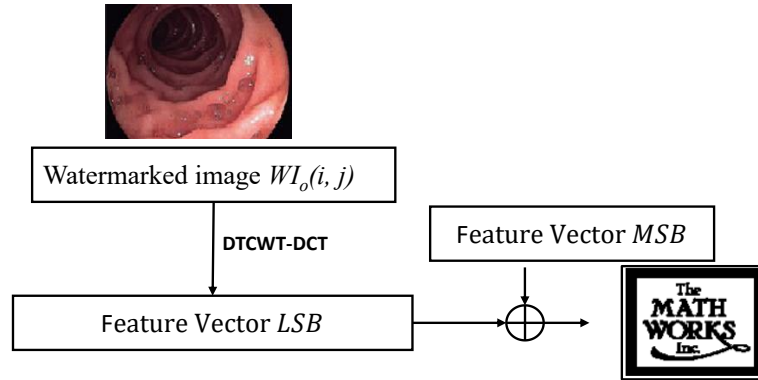 Watermarked image WIₒ(i, j)
DTCWT-DCT
Feature Vector MSB
Feature Vector LSB
The
MATH
WORKS
Inc.